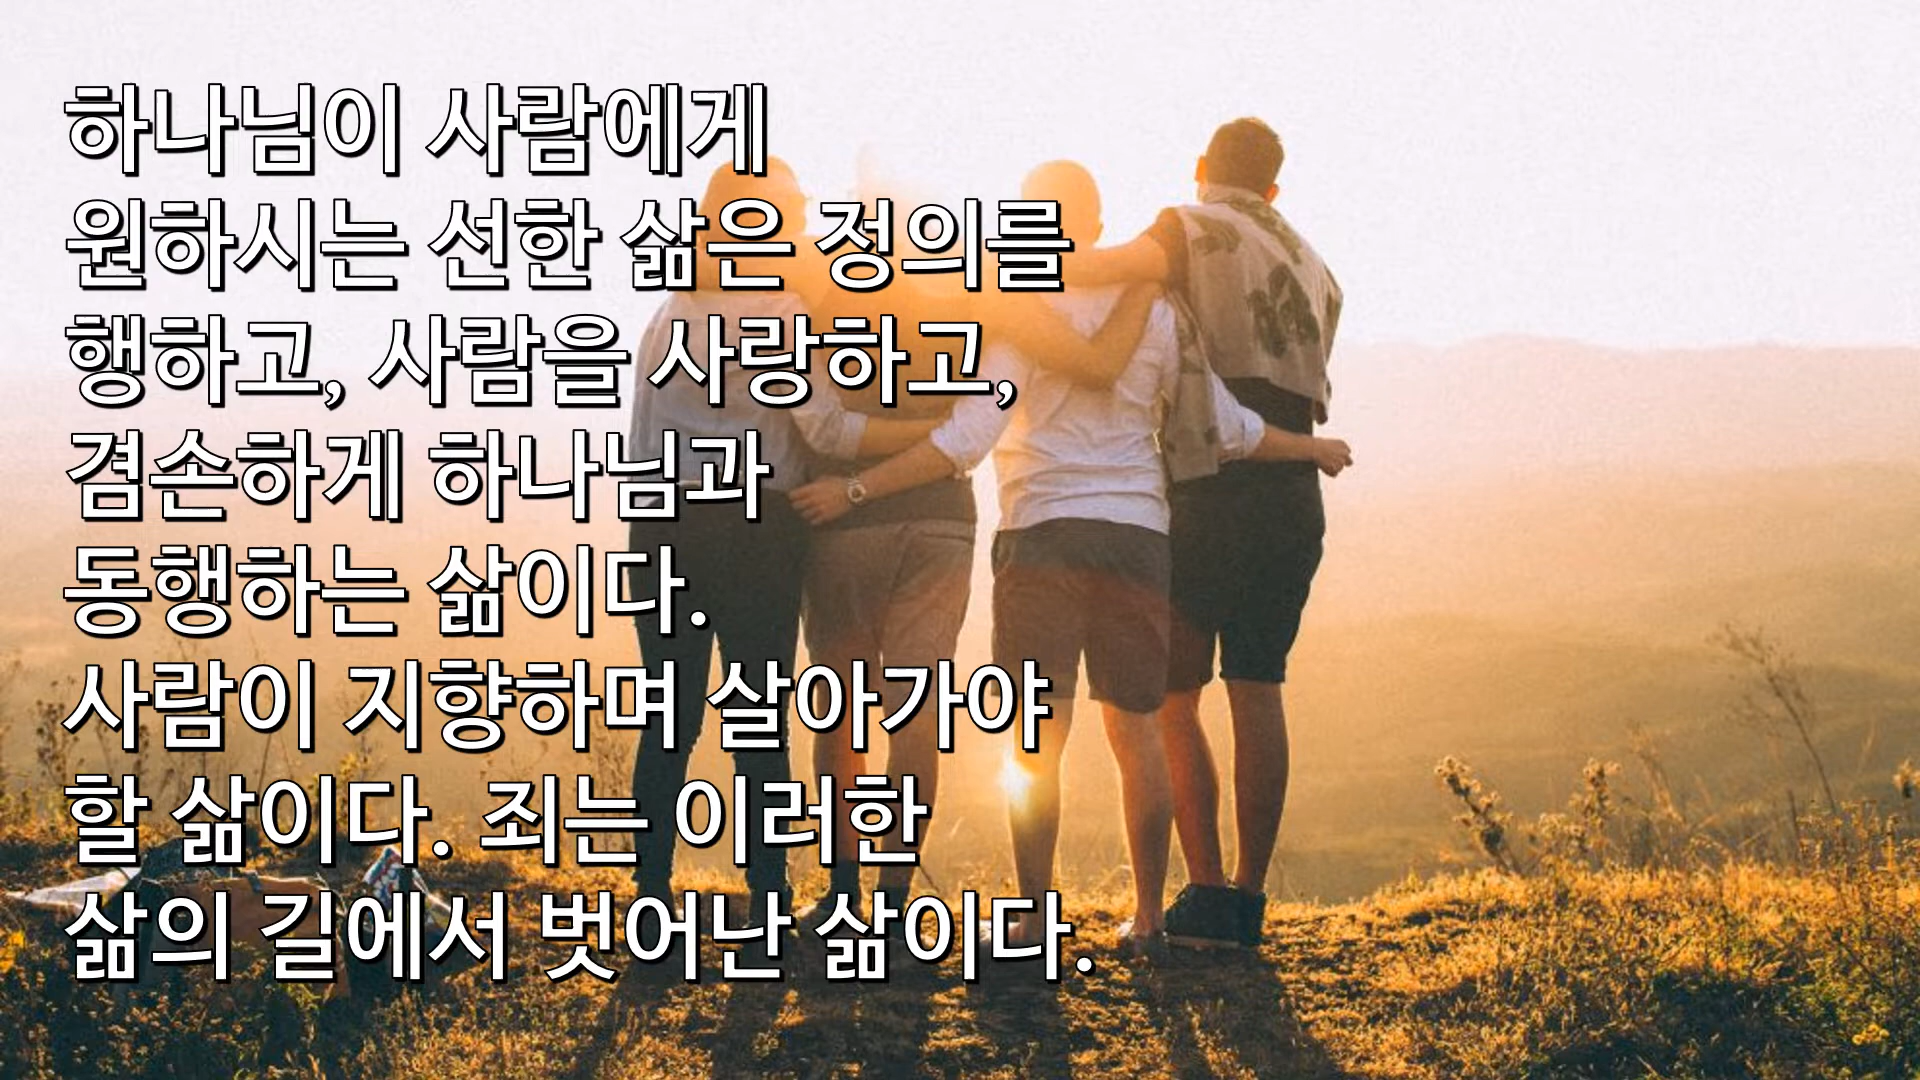 하나님이 사람에게
원하시는 선한 삶은 정의를
행하고, 사람을 사랑하고,
겸손하게 하나님과
동행하는 삶이다.
사람이 지향하며 살아가야
할 삶이다. 죄는 이러한
삶의 길에서 벗어난 삶이다.